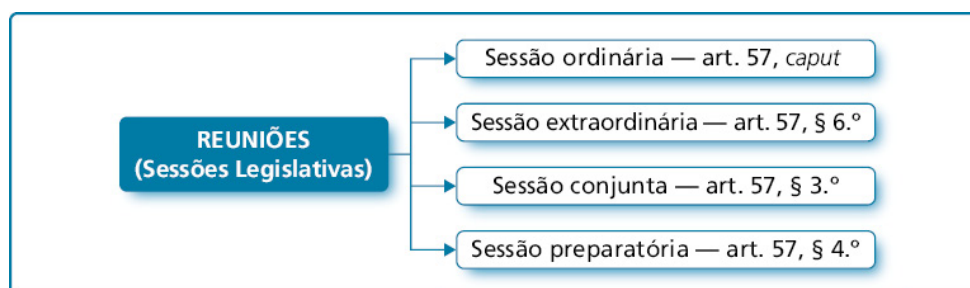 Sessão ordinária — art. 57, caput
Sessão extraordinária — art. 57, § 6.º
REUNIÕES
(Sessões Legislativas)
Sessão conjunta — art. 57, § 3.º
Sessão preparatória — art. 57, § 4.º